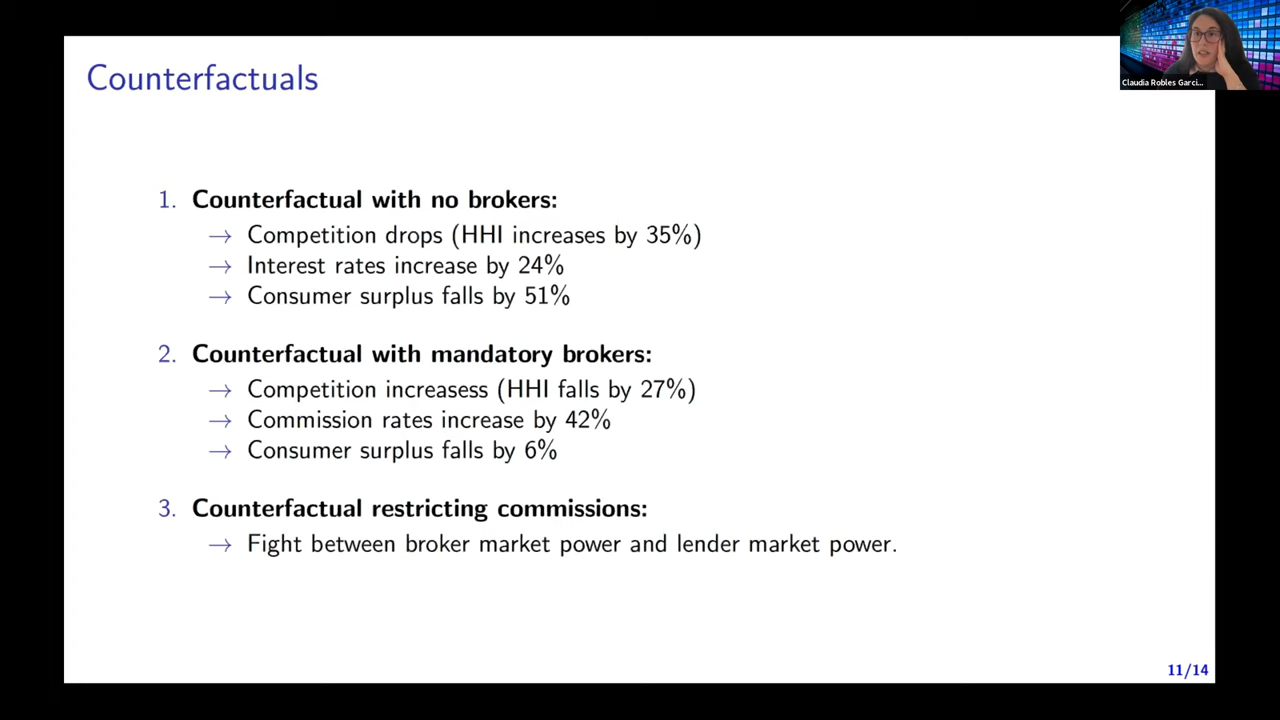 Claudia Robles Garci...
Counterfactuals
1. Counterfactual with no brokers:
→ Competition drops (HHI increases by 35%)
→ Interest rates increase by 24%
→ Consumer surplus falls by 51%
2. Counterfactual with mandatory brokers:
→ Competition increasess (HHI falls by 27%)
→ Commission rates increase by 42%
→ Consumer surplus falls by 6%
3. Counterfactual restricting commissions:
→ Fight between broker market power and lender market power.
11/14